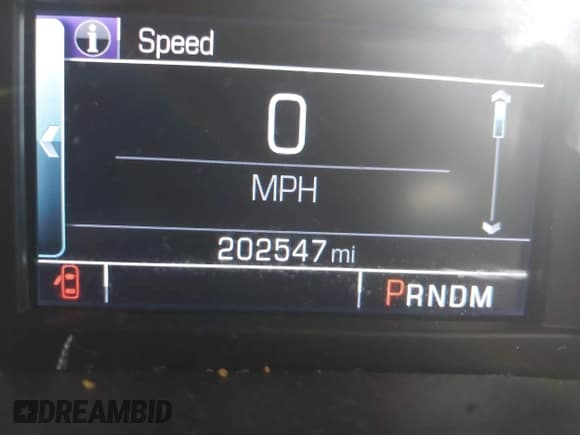 Speed
0
MPH
202547 mi
PRNDM
DREAMBID